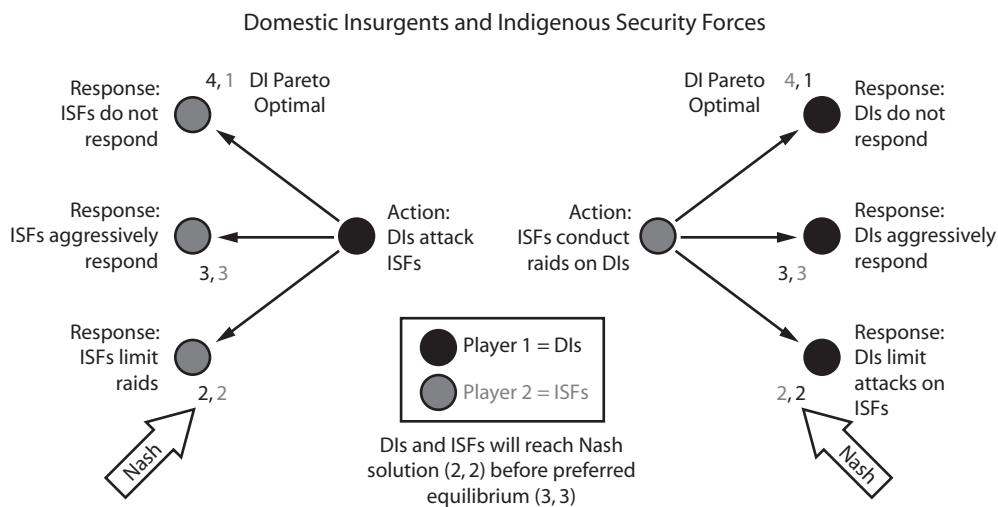 Domestic Insurgents and Indigenous Security Forces
Response:
ISFs do not
respond
4, 1 DI Pareto
Optimal
Response:
ISFs aggressively
respond
3, 3
Response:
ISFs limit
raids
2, 2
Nash
Action:
DIs attack
ISFs
Action:
ISFs conduct
raids on DIs
DI Pareto 4, 1
Optimal
Response:
DIs do not
respond
Response:
DIs aggressively
respond
3, 3
Response:
DIs limit
attacks on
ISFs
2, 2
Nash
Player 1 = DIs
Player 2 = ISFs
DIs and ISFs will reach Nash
solution (2, 2) before preferred
equilibrium (3, 3)